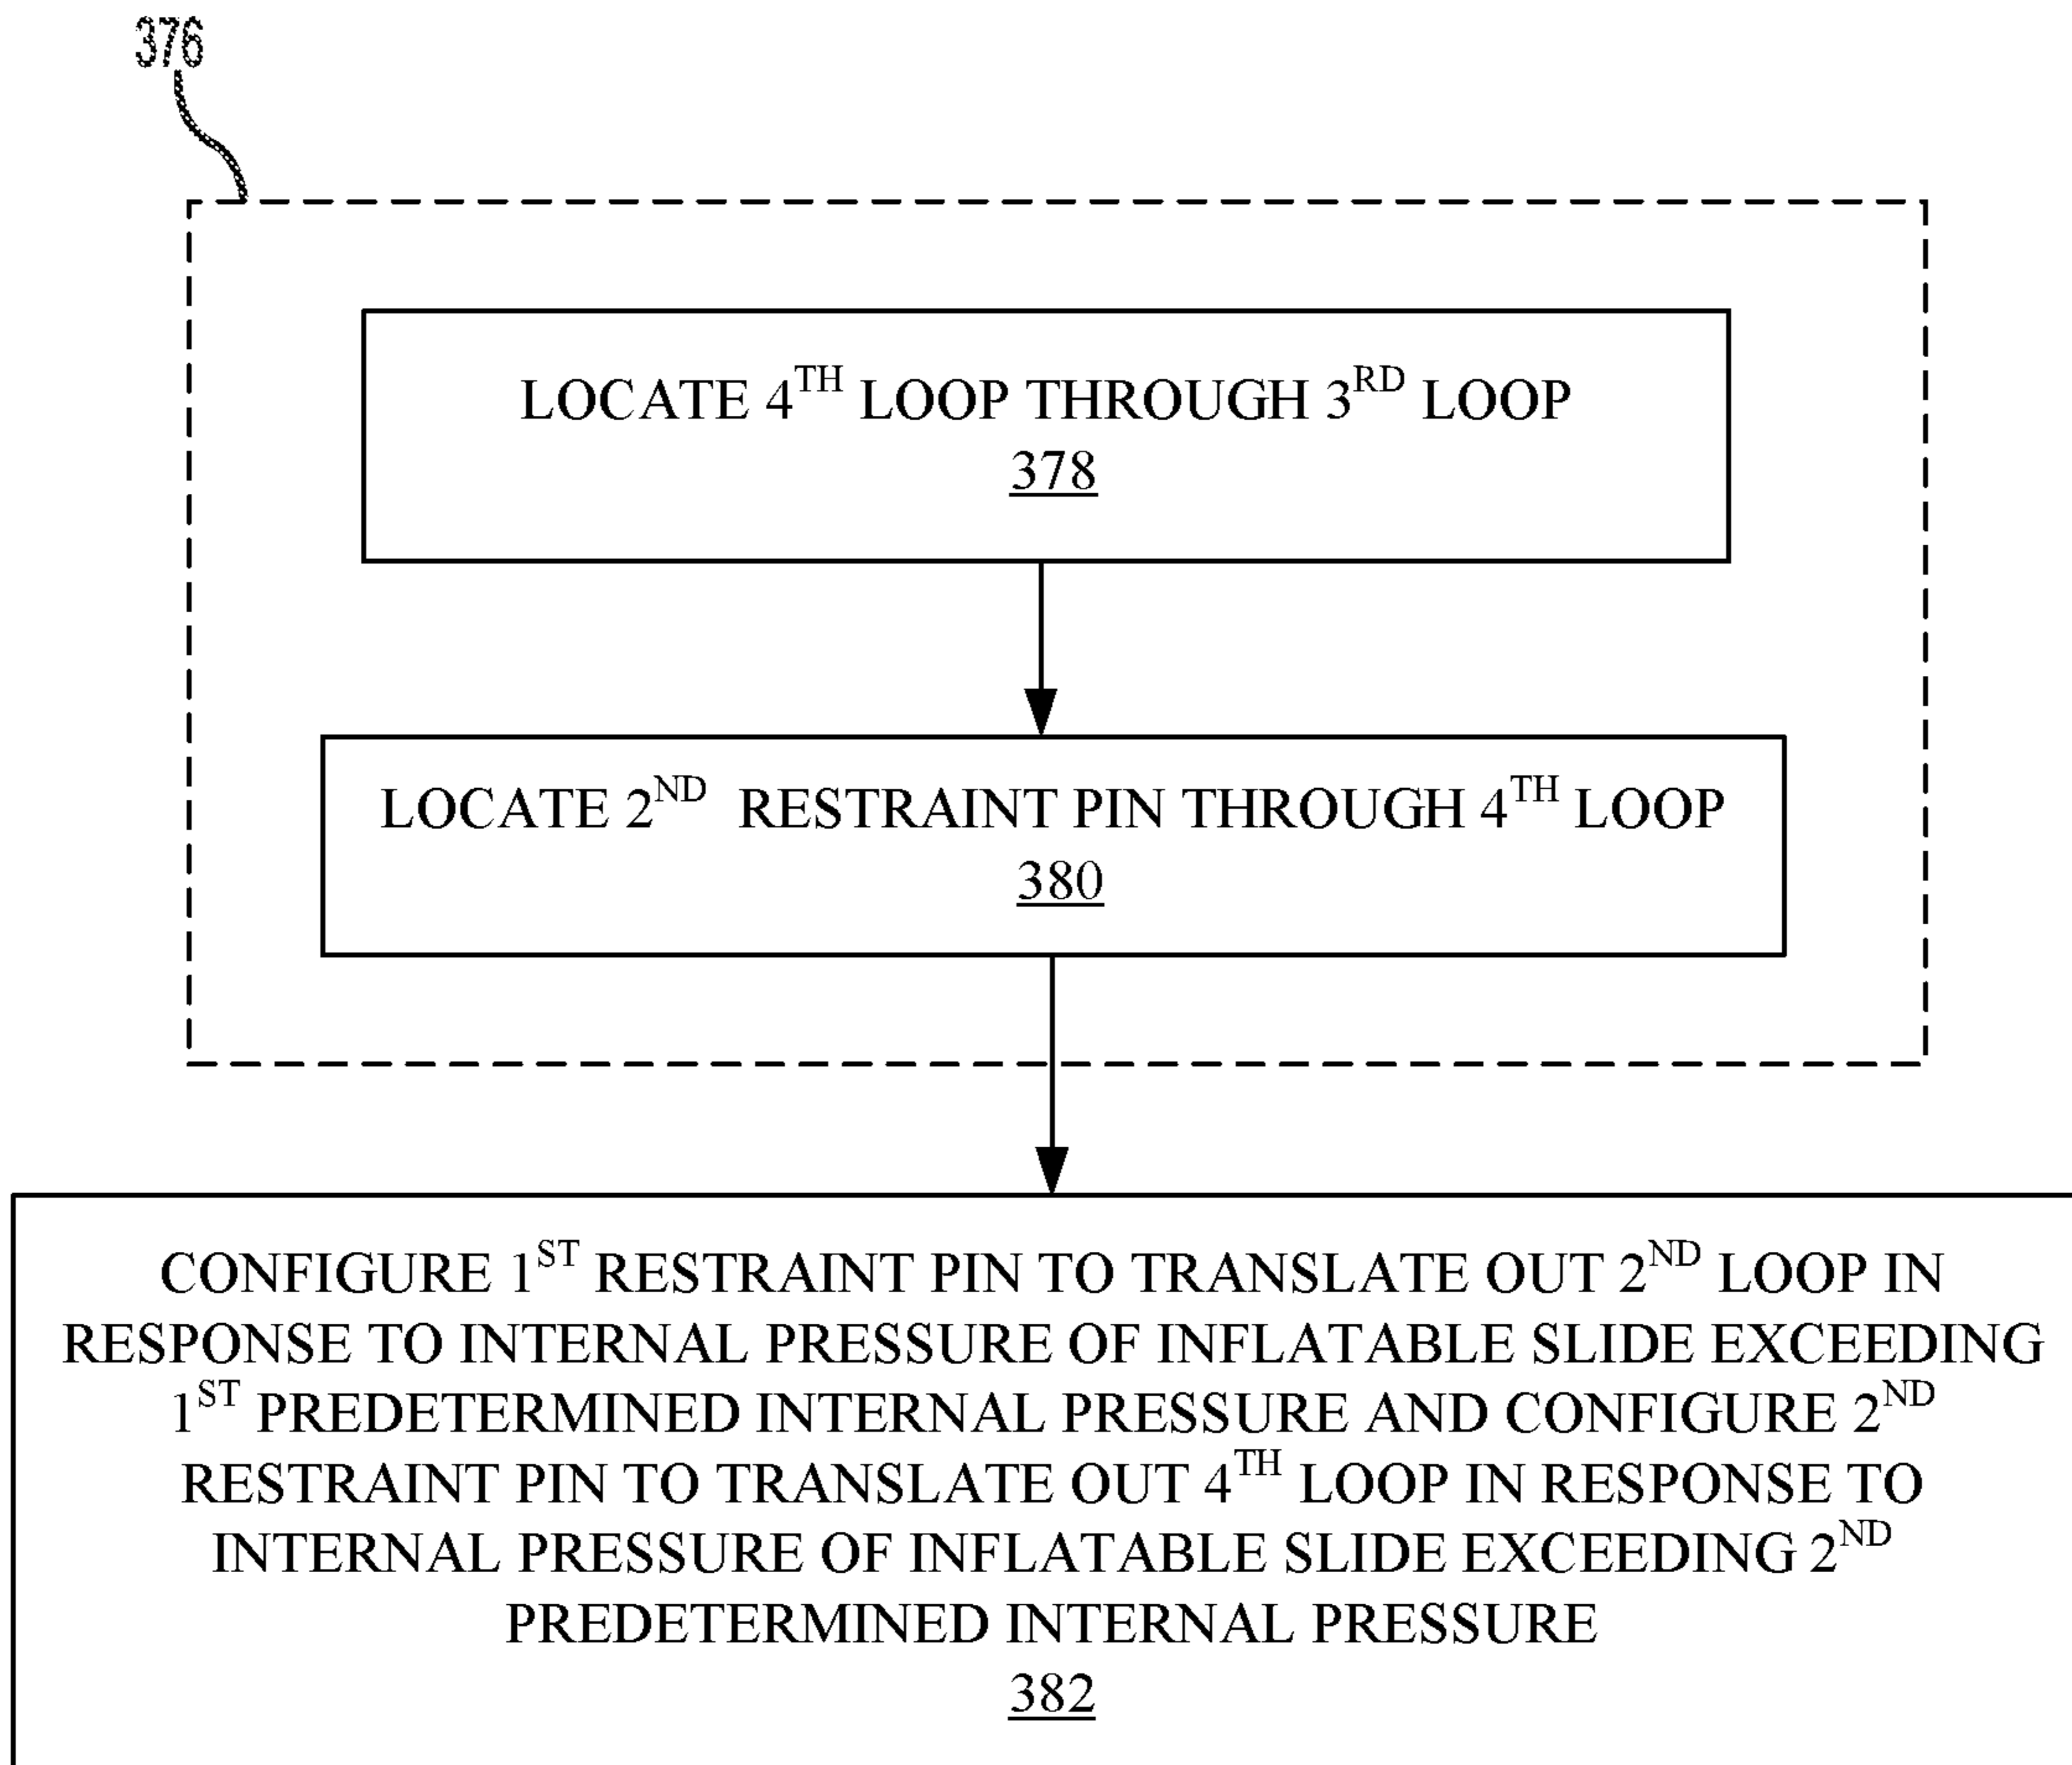 376
LOCATE 4TH LOOP THROUGH 3RD LOOP
378
LOCATE 2ND RESTRAINT PIN THROUGH 4TH LOOP
380
CONFIGURE 1ST RESTRAINT PIN TO TRANSLATE OUT 2ND LOOP IN
RESPONSE TO INTERNAL PRESSURE OF INFLATABLE SLIDE EXCEEDING
1ST PREDETERMINED INTERNAL PRESSURE AND CONFIGURE 2ND
RESTRAINT PIN TO TRANSLATE OUT 4TH LOOP IN RESPONSE TO
INTERNAL PRESSURE OF INFLATABLE SLIDE EXCEEDING 2ND
PREDETERMINED INTERNAL PRESSURE
382